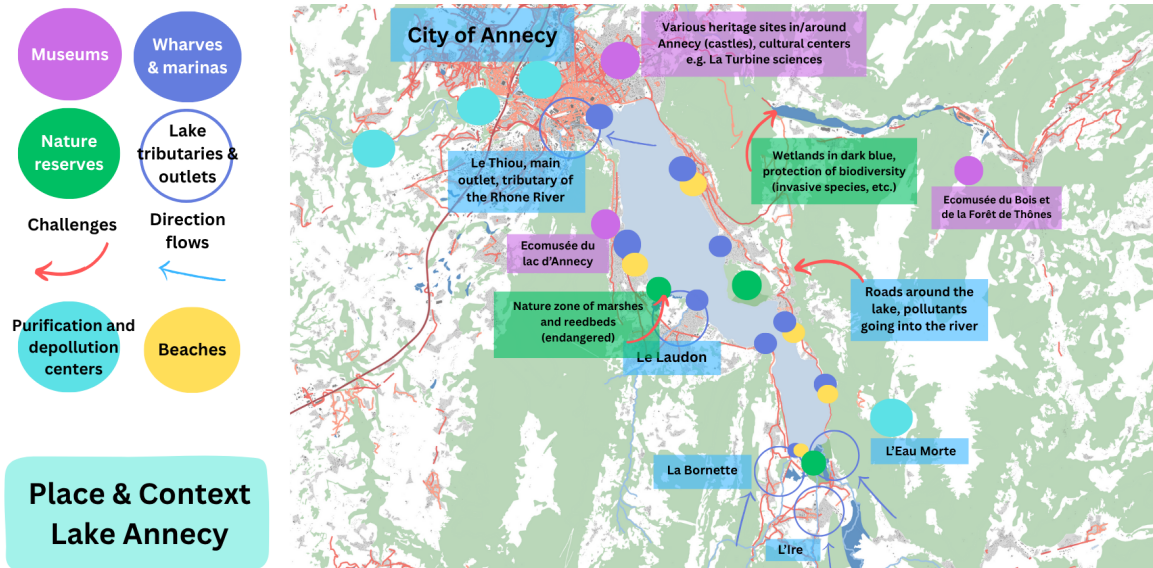 Museums
Wharves
& marinas
Nature
reserves
Lake
tributaries &
outlets
Challenges
Direction
flows
Purification and
depollution
centers
Beaches
Place & Context
Lake Annecy
City of Annecy
Various heritage sites in/around
Annecy (castles), cultural centers
e.g. La Turbine sciences
Le Thiou, main
outlet, tributary of
the Rhone River
Wetlands in dark blue,
protection of biodiversity
(invasive species, etc.)
Ecomusée du Bois et
de la Forêt de Thônes
Ecomusée du
lac d'Annecy
Nature zone of marshes
and reedbeds
(endangered)
Le Laudon
Roads around the
lake, pollutants
going into the river
L'Eau Morte
La Bornette
L'Ire